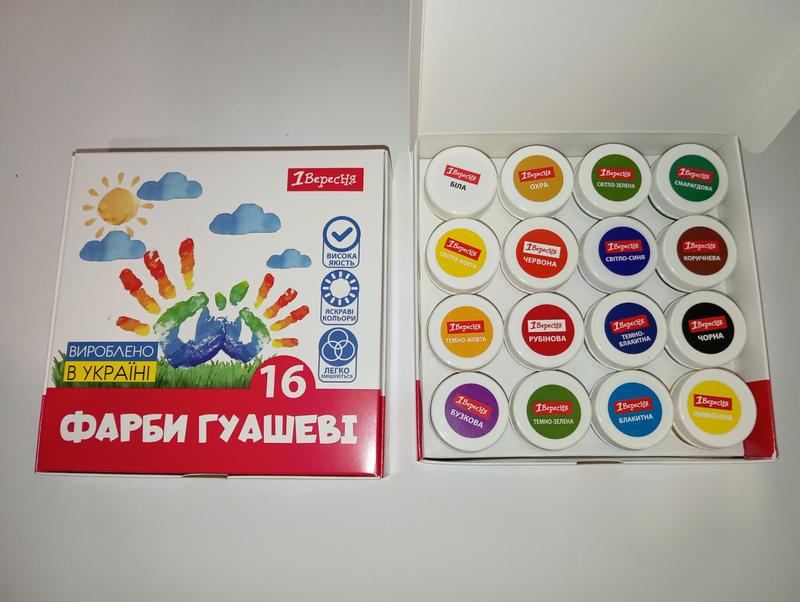 1Вересня
ВИСОКА
ЯКІСТЬ
ЯСКРАВІ
КОЛЬОРИ
ЛЕГКО
ЗМІШУЮТЬСЯ
ВИРОБЛЕНО
В УКРАЇНІ
16
ФАРБИ ГУАШЕВІ
1Вересня
БІЛА
1Вересня
ОХРА
1Вересня
СВІТЛО-ЗЕЛЕНА
1Вересня
СМАРАГДОВА
1Вересня
СВІТЛО-ЖОВТА
1Вересня
ЧЕРВОНА
1Вересня
СВІТЛО-СИНЯ
1Вересня
КОРИЧНЕВА
1Вересня
ТЕМНО-ЖОВТА
1Вересня
РУБІНОВА
1Вересня
ТЕМНО-
БЛАКИТНА
1Вересня
ЧОРНА
1Вересня
БУЗКОВА
1Вересня
ТЕМНО-ЗЕЛЕНА
1Вересня
БЛАКИТНА
1Вересня
ЛИМОННА